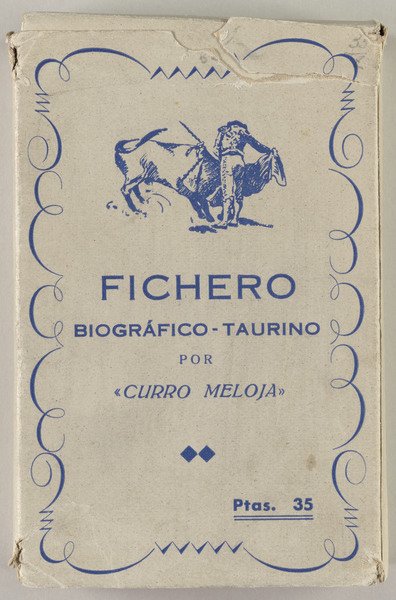 FICHERO
BIOGRÁFICO - TAURINO
POR
«CURRO MELOJA»
Ptas. 35